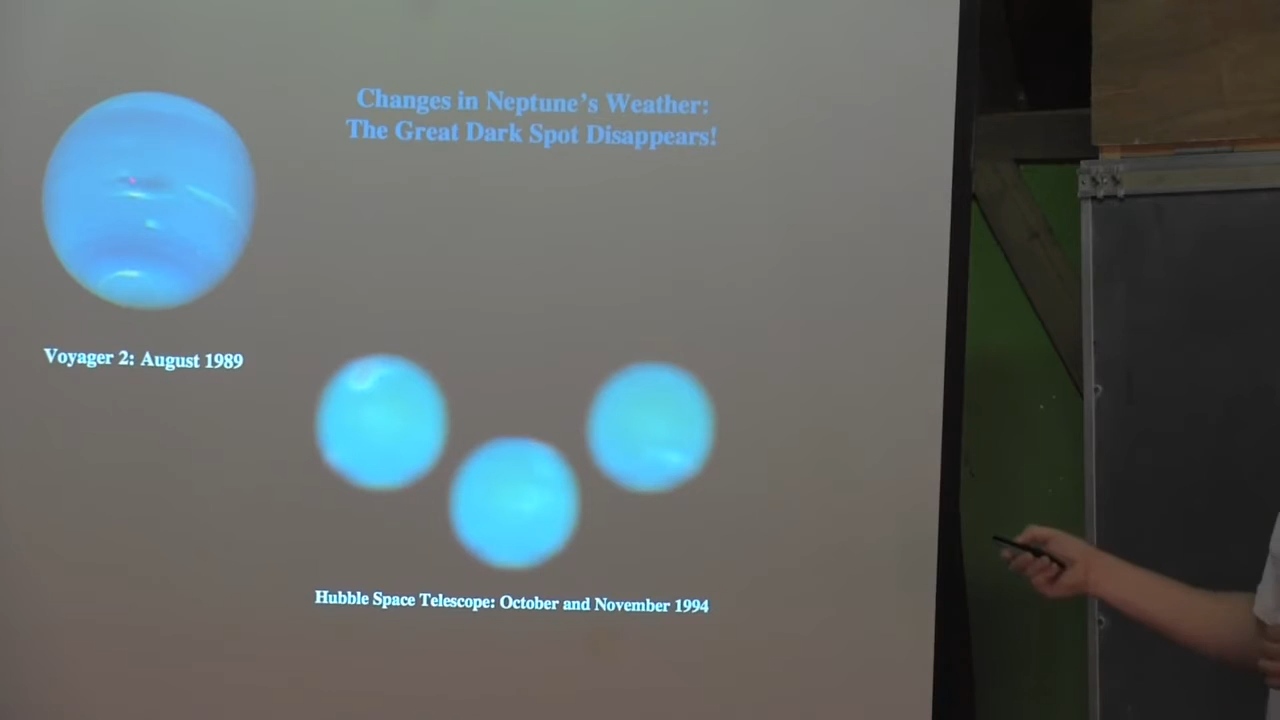 Changes in Neptune's Weather:
The Great Dark Spot Disappears!
Voyager 2: August 1989
Hubble Space Telescope: October and November 1994